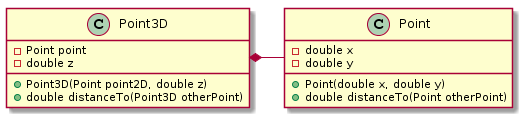 C Point3D
Point point
double z
Point3D(Point point2D, double z)
double distanceTo(Point3D otherPoint)
C Point
double x
double y
Point(double x, double y)
double distanceTo(Point otherPoint)